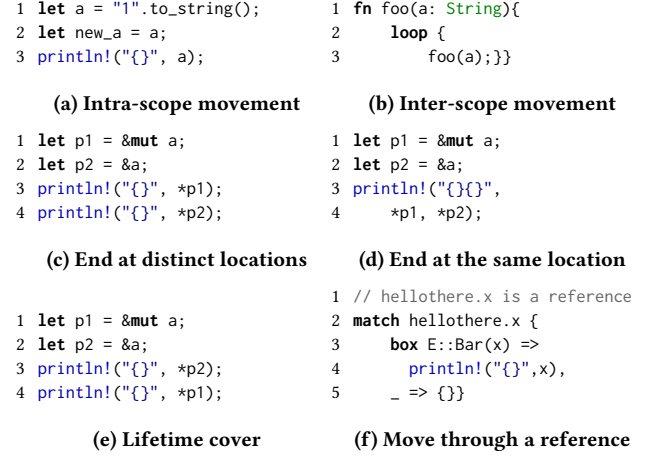 1 let a = "1".to_string();
2 let new_a = a;
3 println!("{}", a);
(a) Intra-scope movement
1 fn foo(a: String){
2     loop {
3         foo(a);}}
(b) Inter-scope movement
1 let p1 = &mut a;
2 let p2 = &a;
3 println!("{}", *p1);
4 println!("{}", *p2);
(c) End at distinct locations
1 let p1 = &mut a;
2 let p2 = &a;
3 println!("{}{}",
4     *p1, *p2);
(d) End at the same location
1 let p1 = &mut a;
2 let p2 = &a;
3 println!("{}", *p2);
4 println!("{}", *p1);
(e) Lifetime cover
1 // hellothere.x is a reference
2 match hellothere.x {
3     box E::Bar(x) =>
4       println!("{}",x),
5     _ => {}}
(f) Move through a reference